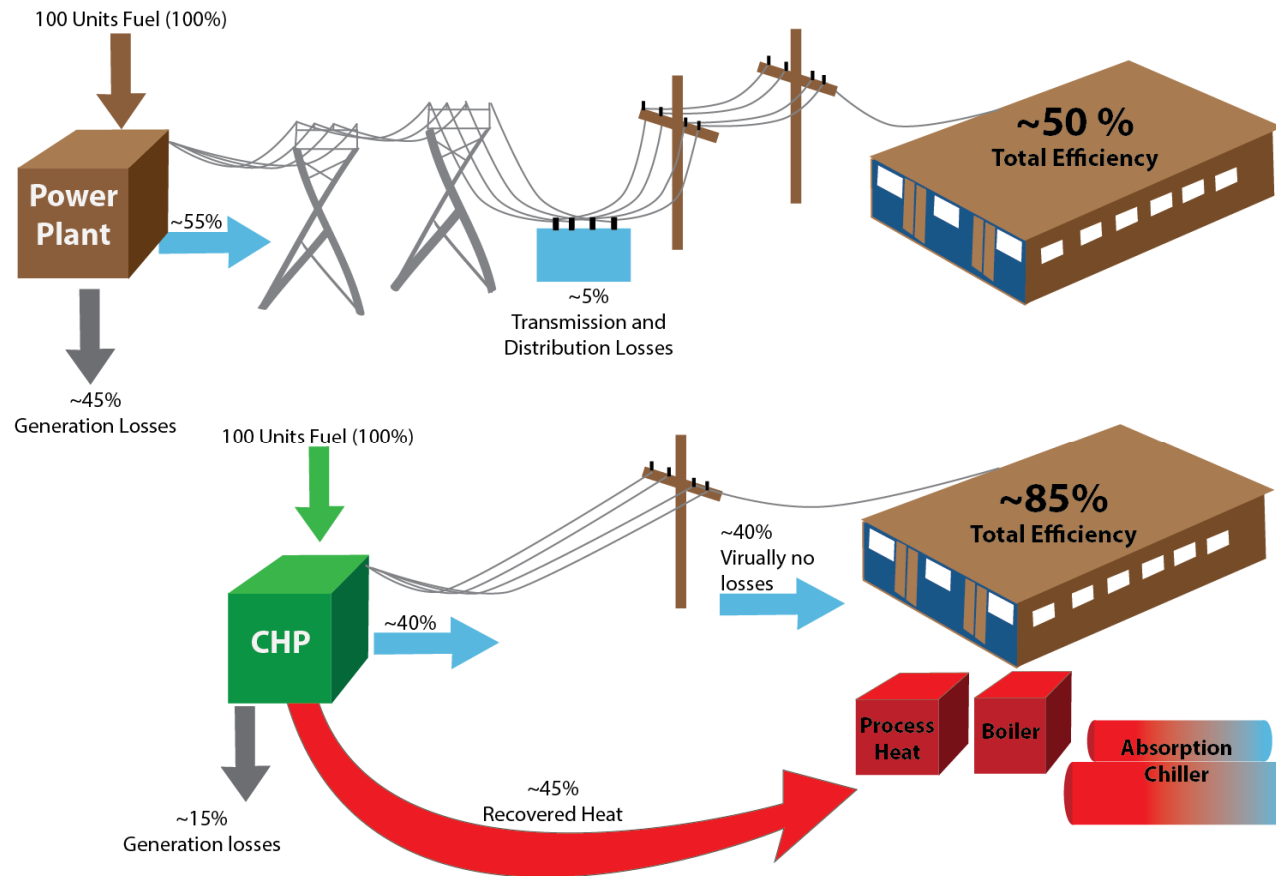 100 Units Fuel (100%)
Power
Plant
~55%
~5%
Transmission and
Distribution Losses
~50 %
Total Efficiency
~45%
Generation Losses
100 Units Fuel (100%)
CHP
~40%
~40%
Virually no
losses
~85%
Total Efficiency
Process
Heat
Boiler
Absorption
Chiller
~45%
Recovered Heat
~15%
Generation losses